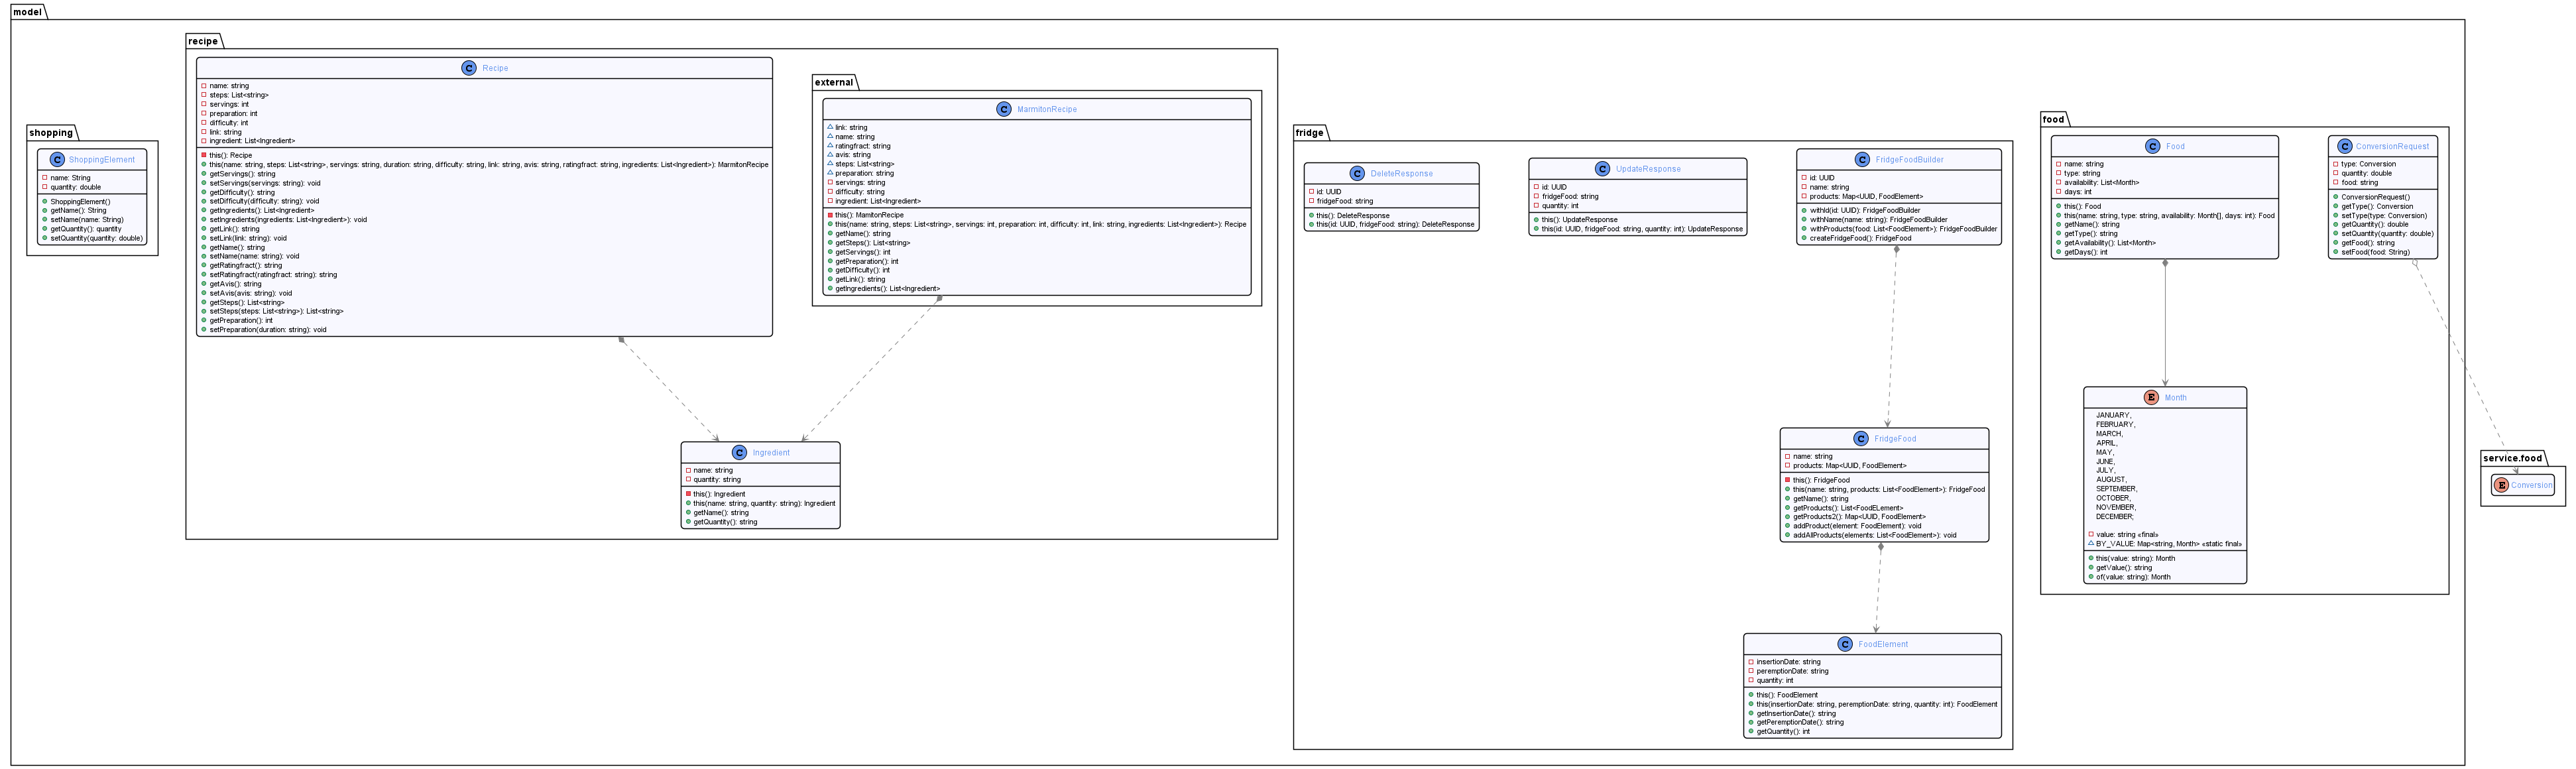 model
shopping
C ShoppingElement
name: String
quantity: double
ShoppingElement()
getName(): String
setName(name: String)
getQuantity(): quantity
setQuantity(quantity: double)
recipe
C Recipe
name: string
steps: List<string>
servings: int
preparation: int
difficulty: int
link: string
ingredient: List<Ingredient>
this(): Recipe
this(name: string, steps: List<string>, servings: string, duration: string, difficulty: string, link: string, avis: string, ratingfract: string, ingredients: List<Ingredient>): MarmitonRecipe
getServings(): string
setServings(servings: string): void
getDifficulty(): string
setDifficulty(difficulty: string): void
getIngredients(): List<Ingredient>
setIngredients(ingredients: List<Ingredient>): void
getLink(): string
setLink(link: string): void
getName(): string
setName(name: string): void
getRatingfract(): string
setRatingfract(ratingfract: string): string
getAvis(): string
setAvis(avis: string): void
getSteps(): List<string>
setSteps(steps: List<string>): List<string>
getPreparation(): int
setPreparation(duration: string): void
external
C MarmitonRecipe
link: string
name: string
ratingfract: string
avis: string
steps: List<string>
preparation: string
servings: string
difficulty: string
ingredient: List<Ingredient>
this(): MamitonRecipe
this(name: string, steps: List<string>, servings: int, preparation: int, difficulty: int, link: string, ingredients: List<Ingredient>): Recipe
getName(): string
getSteps(): List<string>
getServings(): int
getPreparation(): int
getDifficulty(): int
getLink(): string
getIngredients(): List<Ingredient>
C Ingredient
name: string
quantity: string
this(): Ingredient
this(name: string, quantity: string): Ingredient
getName(): string
getQuantity(): string
fridge
C DeleteResponse
id: UUID
fridgeFood: string
this(): DeleteResponse
this(id: UUID, fridgeFood: string): DeleteResponse
C UpdateResponse
id: UUID
fridgeFood: string
quantity: int
this(): UpdateResponse
this(id: UUID, fridgeFood: string, quantity: int): UpdateResponse
C FridgeFoodBuilder
id: UUID
name: string
products: Map<UUID, FoodElement>
withId(id: UUID): FridgeFoodBuilder
withName(name: string): FridgeFoodBuilder
withProducts(food: List<FoodElement>): FridgeFoodBuilder
createFridgeFood(): FridgeFood
C FridgeFood
name: string
products: Map<UUID, FoodElement>
this(): FridgeFood
this(name: string, products: List<FoodElement>): FridgeFood
getName(): string
getProducts(): List<FoodELement>
getProducts2(): Map<UUID, FoodElement>
addProduct(element: FoodElement): void
addAllProducts(elements: List<FoodElement>): void
C FoodElement
insertionDate: string
peremptionDate: string
quantity: int
this(): FoodElement
this(insertionDate: string, peremptionDate: string, quantity: int): FoodElement
getInsertionDate(): string
getPeremptionDate(): string
getQuantity(): int
food
C Food
name: string
type: string
availability: List<Month>
days: int
this(): Food
this(name: string, type: string, availability: Month[], days: int): Food
getName(): string
getType(): string
getAvailability(): List<Month>
getDays(): int
C ConversionRequest
type: Conversion
quantity: double
food: string
ConversionRequest()
getType(): Conversion
setType(type: Conversion)
getQuantity(): double
setQuantity(quantity: double)
getFood(): string
setFood(food: String)
E Month
JANUARY,
FEBRUARY,
MARCH,
APRIL,
MAY,
JUNE,
JULY,
AUGUST,
SEPTEMBER,
OCTOBER,
NOVEMBER,
DECEMBER;
value: string «final»
BY_VALUE: Map<string, Month> «static final»
this(value: string): Month
getValue(): string
of(value: string): Month
service.food
E Conversion